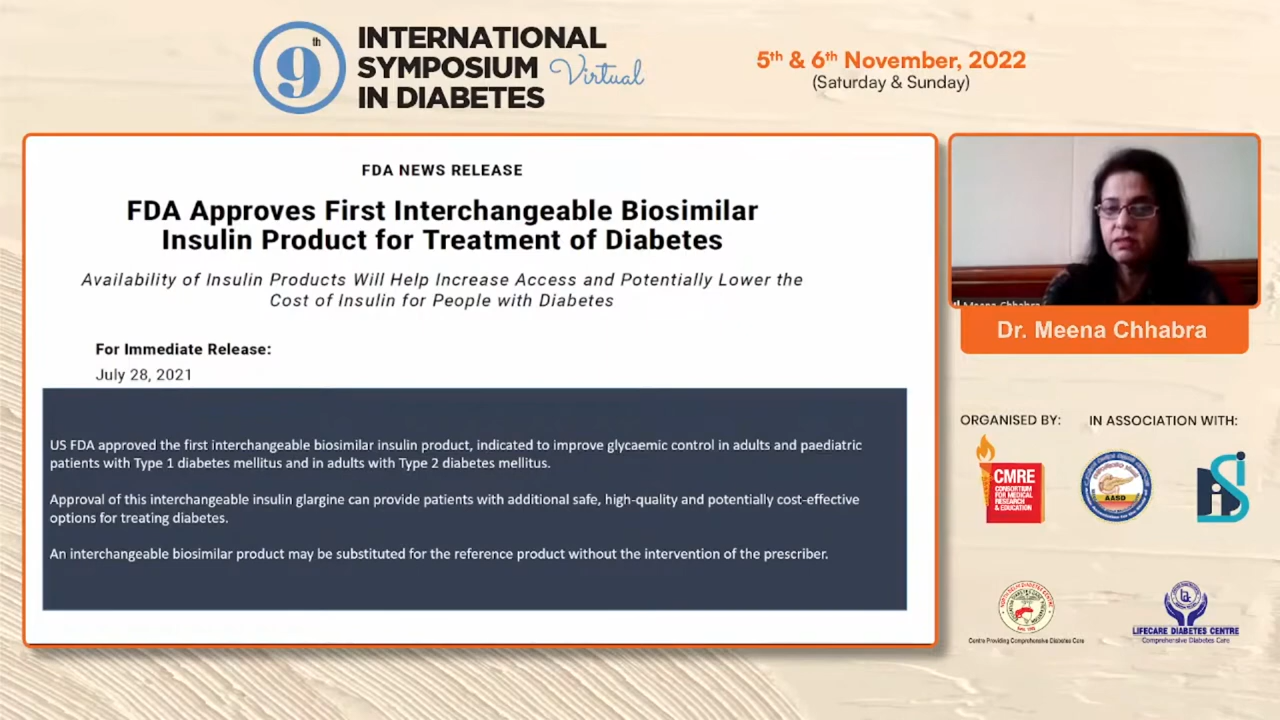 9th
INTERNATIONAL
SYMPOSIUM Virtual
IN DIABETES
5th & 6th November, 2022
(Saturday & Sunday)
FDA NEWS RELEASE
FDA Approves First Interchangeable Biosimilar
Insulin Product for Treatment of Diabetes
Availability of Insulin Products Will Help Increase Access and Potentially Lower the
Cost of Insulin for People with Diabetes
For Immediate Release:
July 28, 2021
US FDA approved the first interchangeable biosimilar insulin product, indicated to improve glycaemic control in adults and paediatric
patients with Type 1 diabetes mellitus and in adults with Type 2 diabetes mellitus.
Approval of this interchangeable insulin glargine can provide patients with additional safe, high-quality and potentially cost-effective
options for treating diabetes.
An interchangeable biosimilar product may be substituted for the reference product without the intervention of the prescriber.
Meena Chhabra
Dr. Meena Chhabra
ORGANISED BY:
IN ASSOCIATION WITH:
CMRE
CONSORTIUM
FOR MEDICAL
RESEARCH
& EDUCATION
AASD
Centre Providing Comprehensive Diabetes Care
LIFECARE DIABETES CENTRE
Comprehensive Diabetes Care